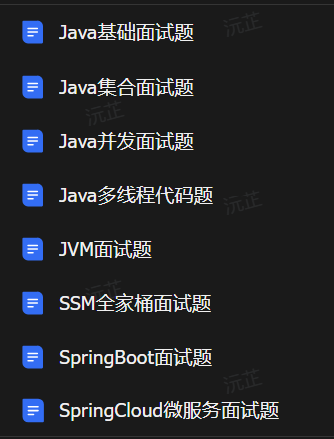 Java基础面试题
Java集合面试题
Java并发面试题
Java多线程代码题
JVM面试题
SSM全家桶面试题
SpringBoot面试题
SpringCloud微服务面试题
沅芷
沅芷
沅芷
沅芷
沅芷